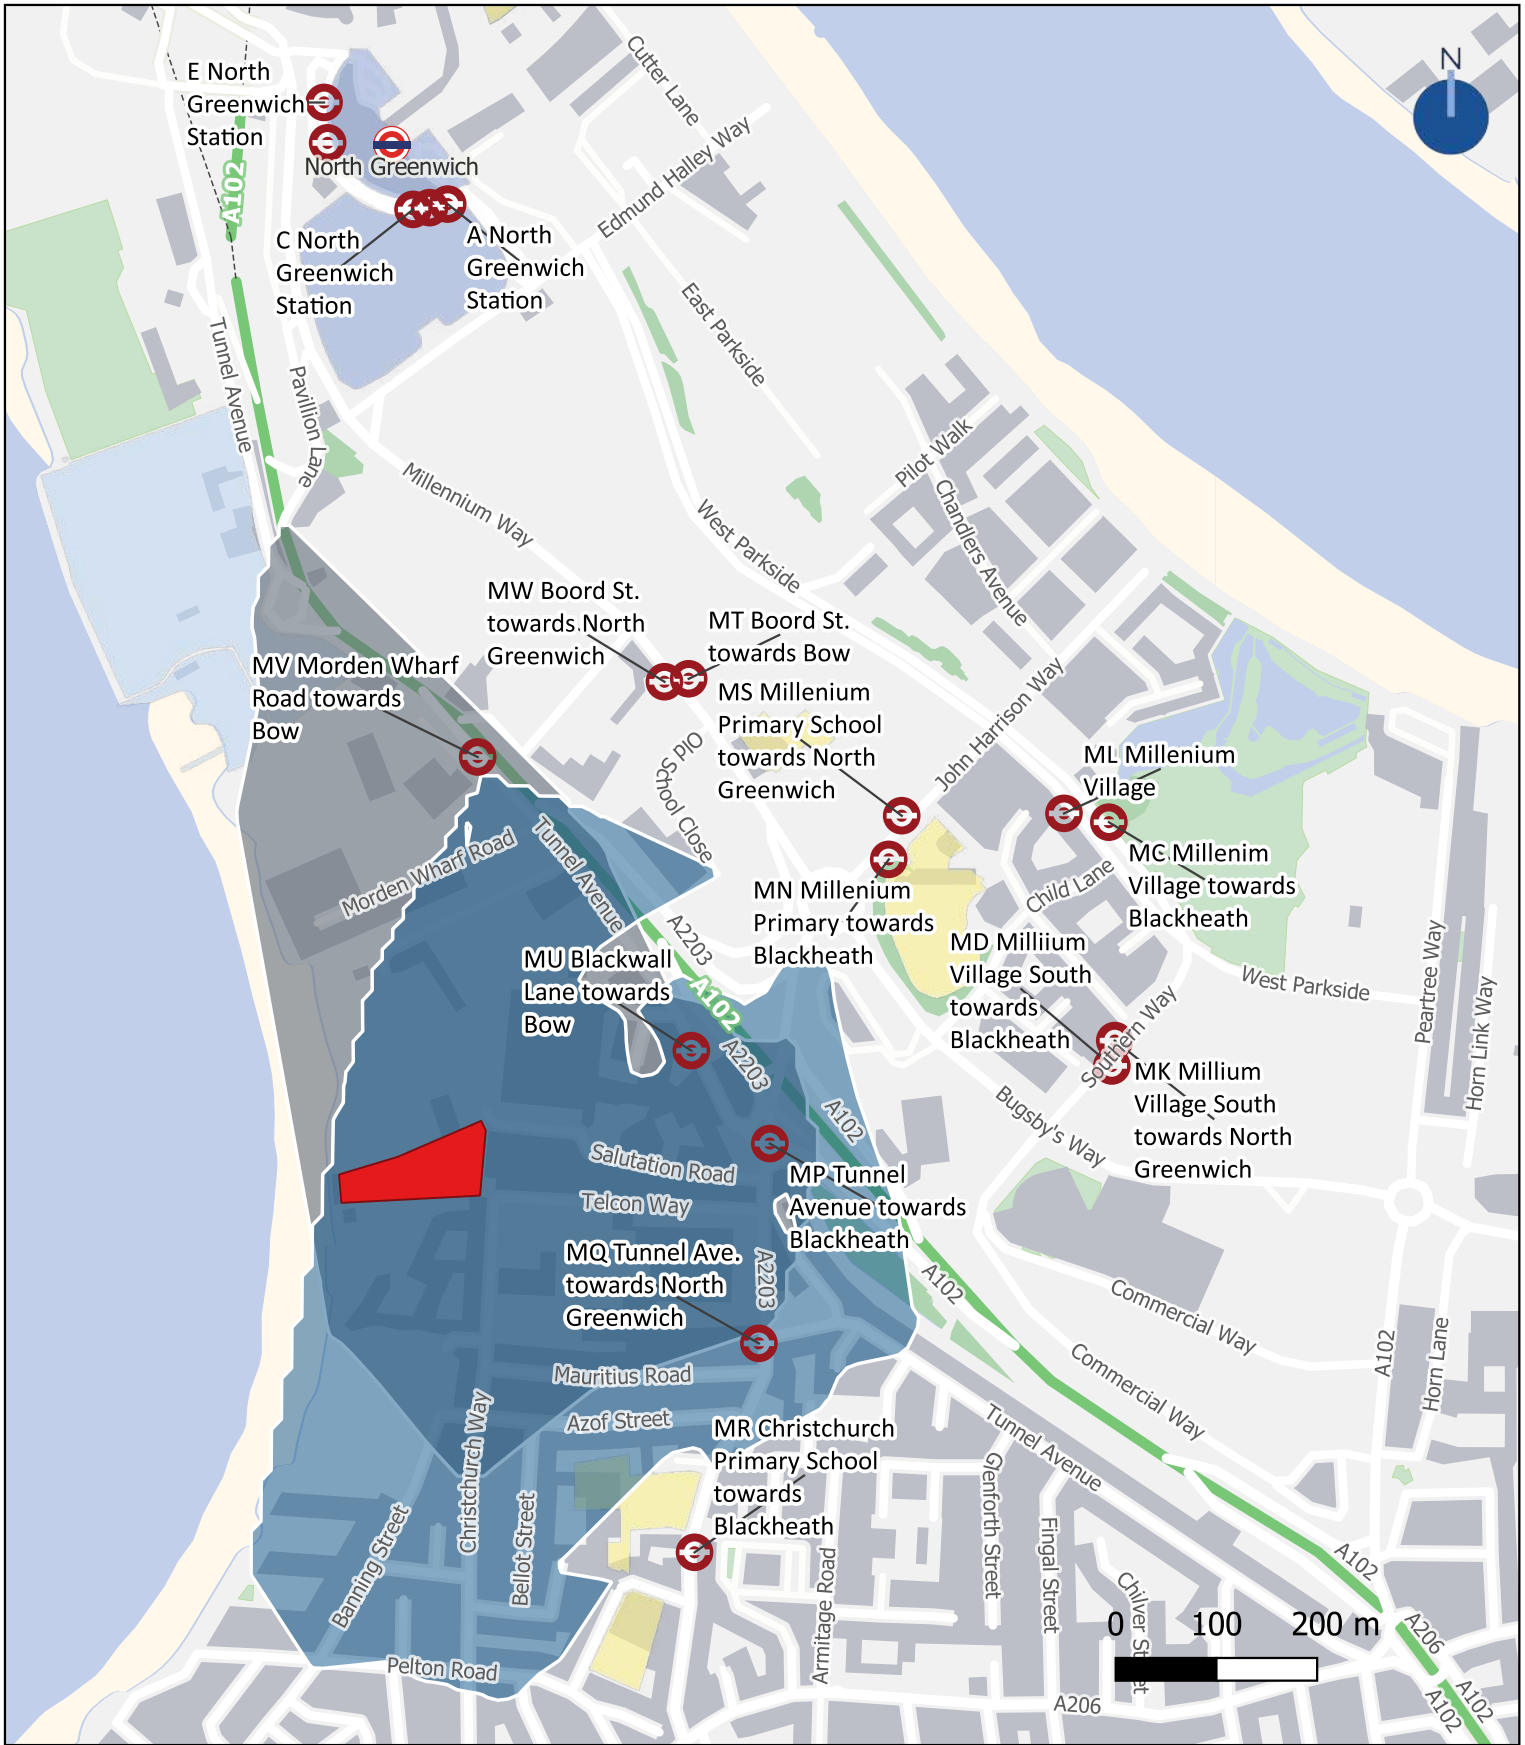 Cutter Lane
N
E North
Greenwich
Station
North Greenwich
A102
Edmund Halley Way
C North
Greenwich
Station
A North
Greenwich
Station
East Parkside
Tunnel Avenue
Pavillion Lane
Millennium Way
Pilot Walk
Chandlers Avenue
West Parkside
MW Boord St.
towards North
Greenwich
MT Boord St.
towards Bow
MV Morden Wharf
Road towards
Bow
MS Millenium
Primary School
towards North
Greenwich
John Harrison Way
Old School Close
ML Millenium
Village
MC Millenim
Village towards
Blackheath
Morden Wharf Road
Tunnel Avenue
Child Lane
MN Millenium
Primary towards
Blackheath
A2203
MU Blackwall
Lane towards
Bow
A102
MD Milliium
Village South
towards
Blackheath
West Parkside
Peartree Way
Horn Link Way
Southern Way
A2203
MK Millium
Village South
towards North
Greenwich
Bugsby's Way
A102
Salutation Road
Telcon Way
MP Tunnel
Avenue towards
Blackheath
MQ Tunnel Ave.
towards North
Greenwich
A2203
A102
Commercial Way
A102
Horn Lane
Mauritius Road
Azof Street
Commercial Way
Christchurch Way
MR Christchurch
Primary School
towards
Blackheath
Tunnel Avenue
Glenforth Street
Fingal Street
Banning Street
Bellot Street
Armitage Road
Chilver Street
A102
0 100 200 m
A206
Pelton Road
A206
A102
A102